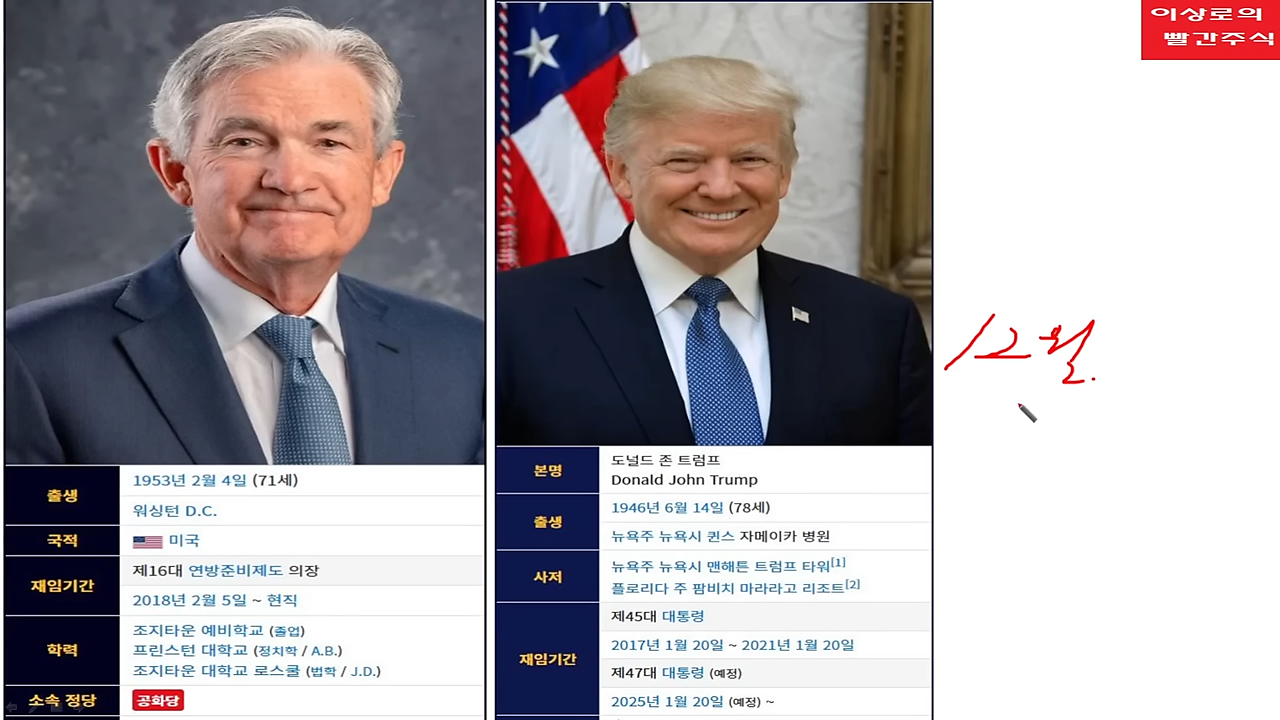 이상로의
빨간주식
출생
1953년 2월 4일 (71세)
워싱턴 D.C.
국적
미국
재임기간
제16대 연방준비제도 의장
2018년 2월 5일 ~ 현직
학력
조지타운 예비학교 (졸업)
프린스턴 대학교 (정치학 / A.B.)
조지타운 대학교 로스쿨 (법학 / J.D.)
소속 정당
공화당
본명
도널드 존 트럼프
Donald John Trump
출생
1946년 6월 14일 (78세)
뉴욕주 뉴욕시 퀸스 자메이카 병원
사저
뉴욕주 뉴욕시 맨해튼 트럼프 타워[1]
플로리다 주 팜비치 마라라고 리조트[2]
재임기간
제45대 대통령
2017년 1월 20일 ~ 2021년 1월 20일
제47대 대통령 (예정)
2025년 1월 20일 (예정) ~
12월.